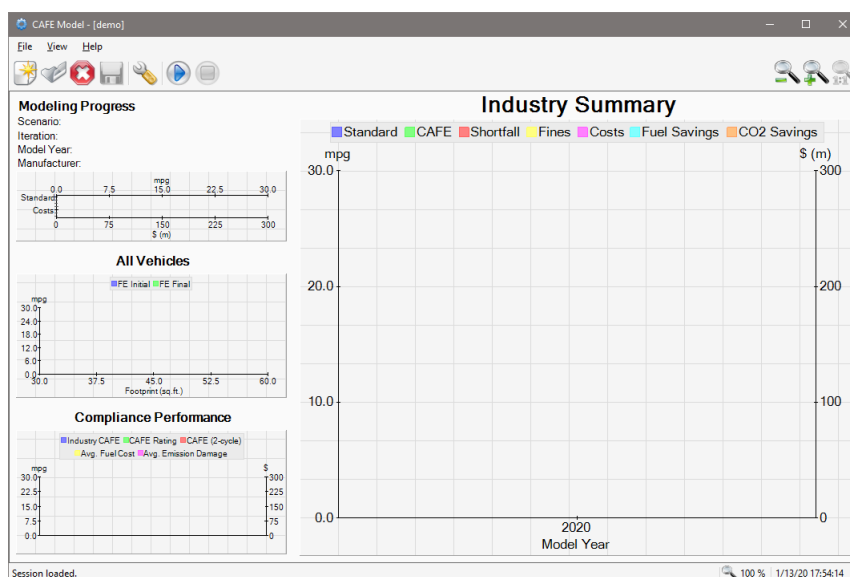 CAFE Model - [demo]
File View Help
Modeling Progress
Scenario:
Iteration:
Model Year:
Manufacturer:
mpg
0.0 7.5 15.0 22.5 30.0
Standard
Costs
0 75 150 225 300
$ (m)
All Vehicles
FE Initial FE Final
mpg
30.0
24.0
18.0
12.0
6.0
0.0
30.0 37.5 45.0 52.5 60.0
Footprint (sq.ft.)
Compliance Performance
Industry CAFE CAFE Rating CAFE (2-cycle)
Avg. Fuel Cost Avg. Emission Damage
mpg $
30.0 300
22.5 225
15.0 150
7.5 75
0.0 0
Industry Summary
Standard CAFE Shortfall Fines Costs Fuel Savings CO2 Savings
mpg $ (m)
30.0 300
20.0 200
10.0 100
0.0 0
2020
Model Year
Session loaded. 100 % 1/13/20 17:54:14